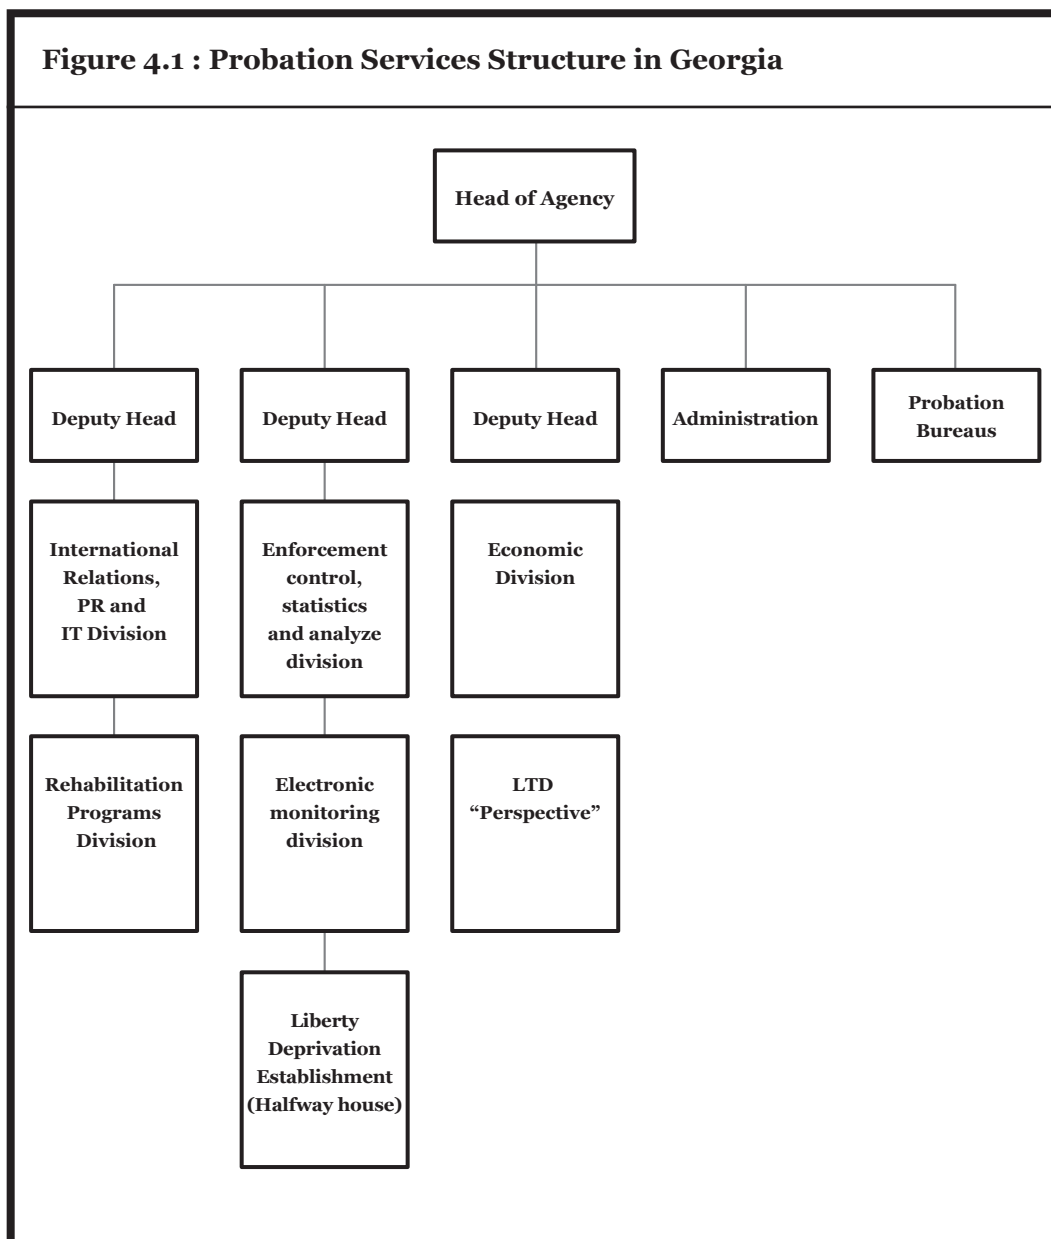 Figure 4.1 : Probation Services Structure in Georgia
Head of Agency
Deputy Head
Deputy Head
Deputy Head
Administration
Probation
Bureaus
International
Relations,
PR and
IT Division
Enforcement
control,
statistics
and analyze
division
Economic
Division
Rehabilitation
Programs
Division
Electronic
monitoring
division
LTD
“Perspective”
Liberty
Deprivation
Establishment
(Halfway house)